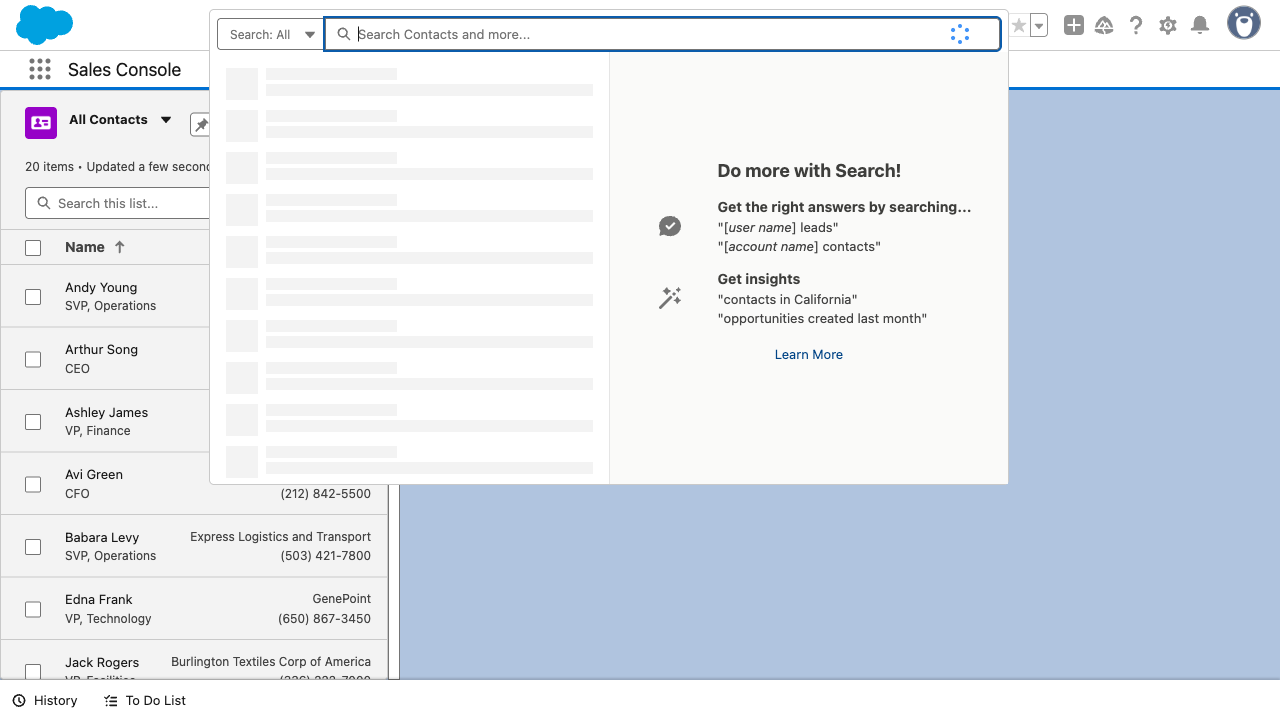 Search: All
Search Contacts and more...
Sales Console
All Contacts
20 items • Updated a few
Search this list...
Name
Andy Young
SVP, Operations
Arthur Song
CEO
Ashley James
VP, Finance
Avi Green
CFO
(212) 842-5500
Babara Levy
Express Logistics and Transport
SVP, Operations
(503) 421-7800
Edna Frank
GenePoint
VP, Technology
(650) 867-3450
Jack Rogers
Burlington Textiles Corp of America
Do more with Search!
Get the right answers by searching...
"[user name] leads"
"[account name] contacts"
Get insights
"contacts in California"
"opportunities created last month"
Learn More
History
To Do List